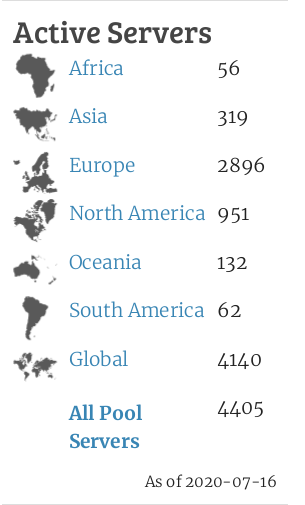 Active Servers
Africa 56
Asia 319
Europe 2896
North America 951
Oceania 132
South America 62
Global 4140
All Pool 4405
Servers
As of 2020-07-16